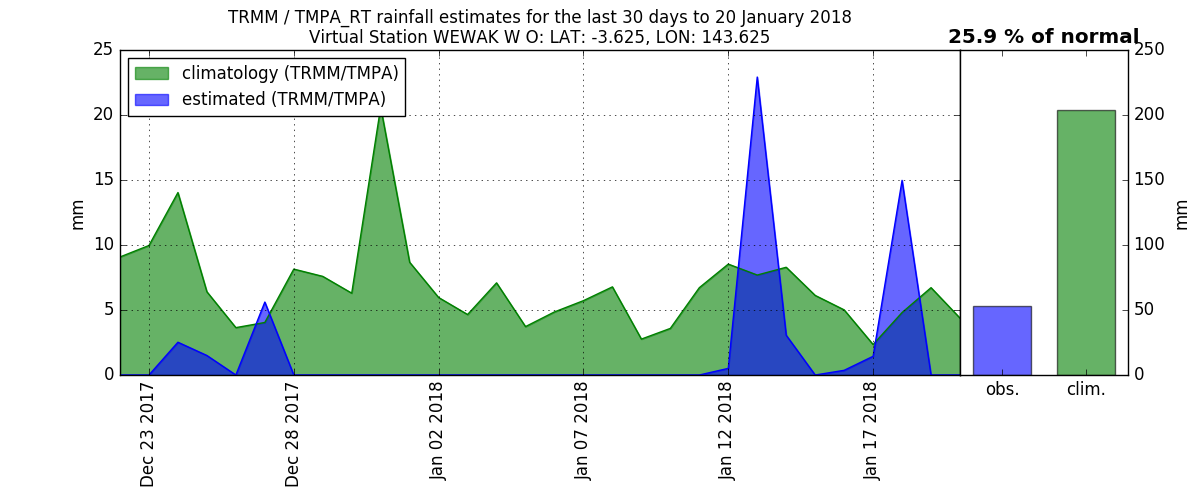 TRMM / TMPA_RT rainfall estimates for the last 30 days to 20 January 2018
Virtual Station WEWAK W O: LAT: -3.625, LON: 143.625
25.9 % of normal
climatology (TRMM/TMPA)
estimated (TRMM/TMPA)
25
20
15
10
5
0
mm
Dec 23 2017
Dec 28 2017
Jan 02 2018
Jan 07 2018
Jan 12 2018
Jan 17 2018
250
200
150
100
50
0
mm
obs.
clim.